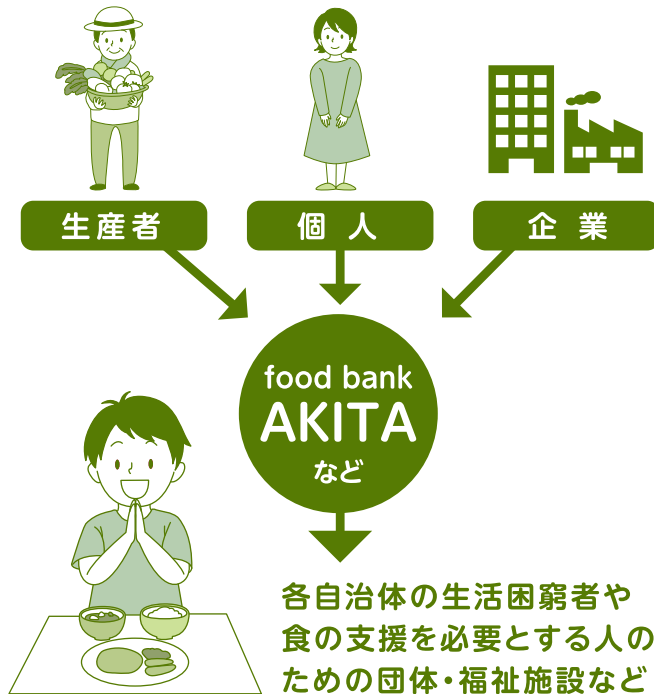 生産者
個人
企業
food bank
AKITA
など
各自治体の生活困窮者や
食の支援を必要とする人の
ための団体・福祉施設など